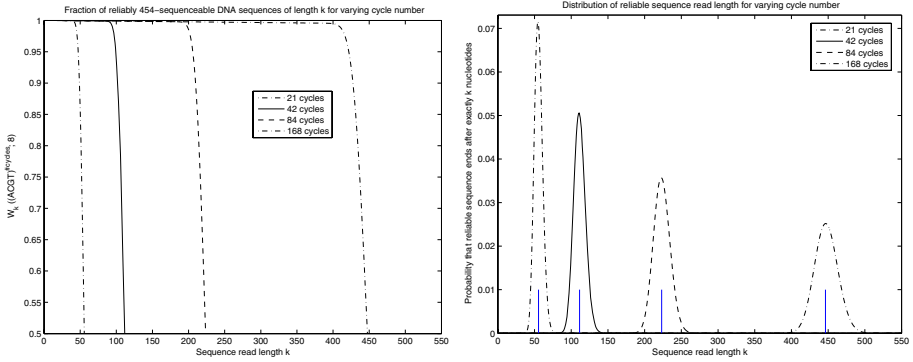 Fraction of reliably 454−sequenceable DNA sequences of length k for varying cycle number
1
0.95
0.9
0.85
0.8
0.75
0.7
0.65
0.6
0.55
0.5
W_k ((ACGT)^#cycles, 8)
21 cycles
42 cycles
84 cycles
168 cycles
0 50 100 150 200 250 300 350 400 450 500 550
Sequence read length k
Distribution of reliable sequence read length for varying cycle number
0.07
0.06
0.05
0.04
0.03
0.02
0.01
0
Probability that reliable sequence ends after exactly k nucleotides
21 cycles
42 cycles
84 cycles
168 cycles
0 50 100 150 200 250 300 350 400 450 500 550
Sequence read length k